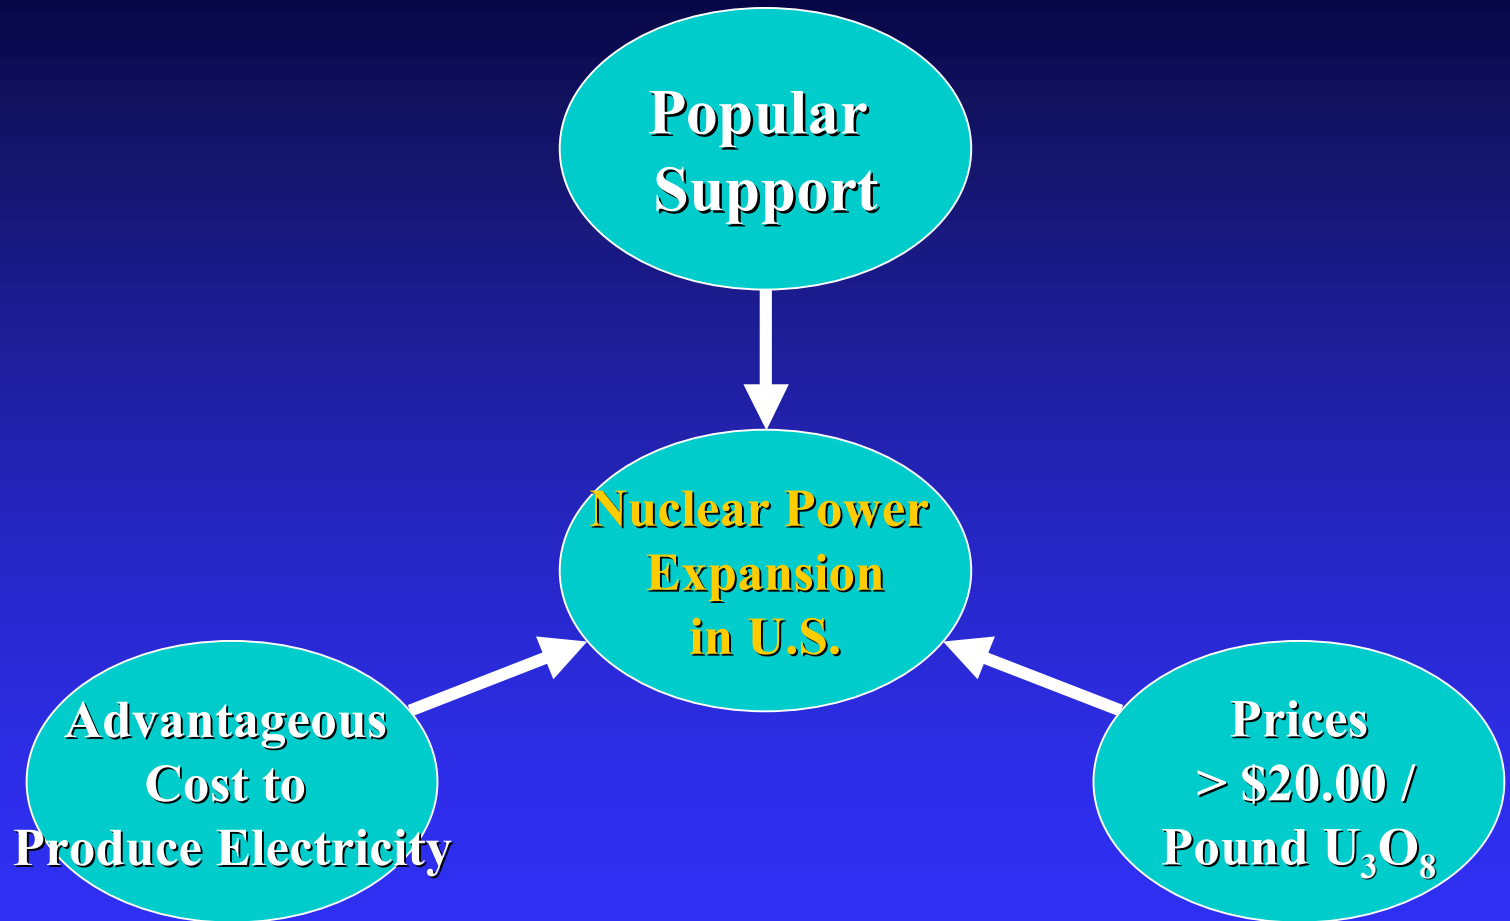 Popular
Support
Nuclear Power
Expansion
in U.S.
Advantageous
Cost to
Produce Electricity
Prices
> $20.00 /
Pound U₃O₈